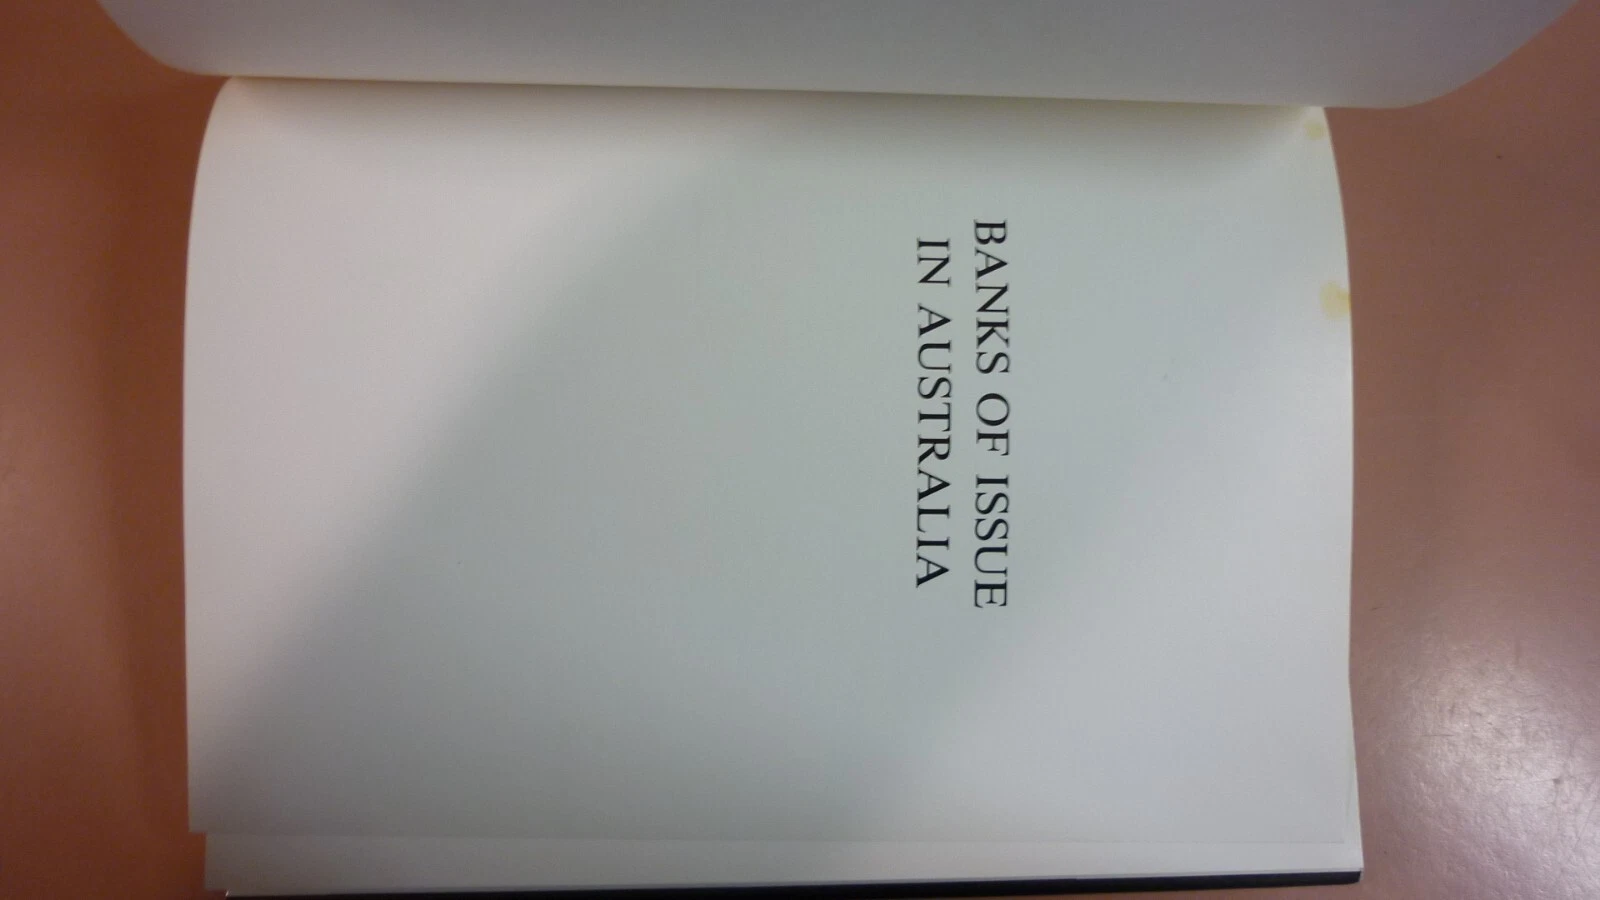 BANKS OF ISSUE
IN AUSTRALIA